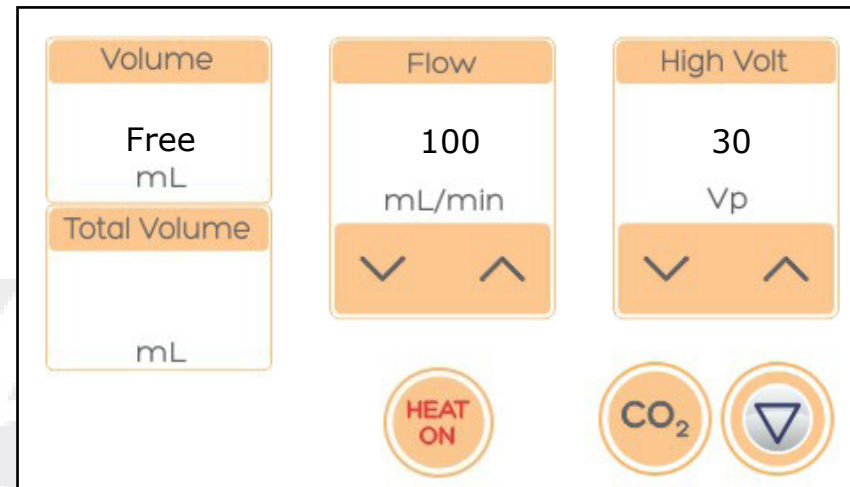 Volume
Free
mL
Total Volume
mL
Flow
100
mL/min
High Volt
30
Vp
HEAT
ON
CO₂